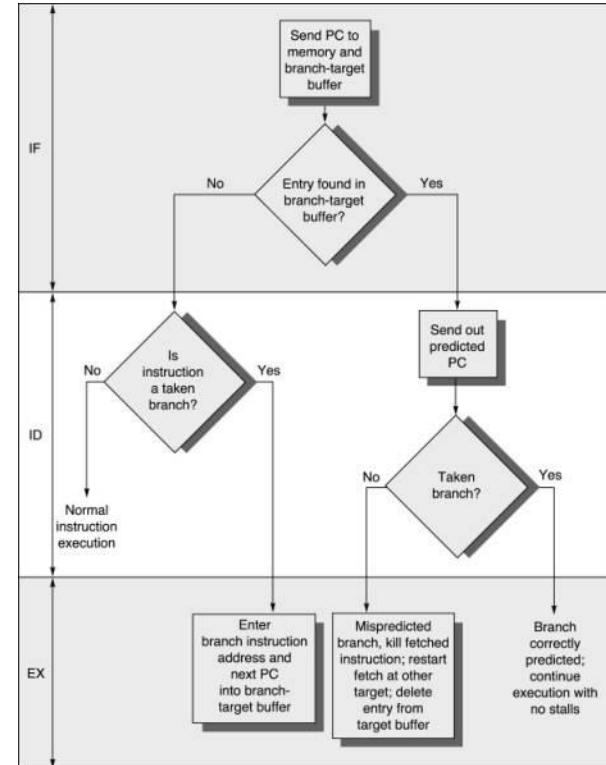 Send PC to
memory and
branch-target
buffer
IF
No
Entry found in
branch-target
buffer?
Yes
Send out
predicted
PC
Is
instruction
a taken
branch?
No
Yes
ID
No
Taken
branch?
Yes
Normal
instruction
execution
EX
Enter
branch instruction
address and
next PC
into branch-
target buffer
Mispredicted
branch, kill fetched
instruction; restart
fetch at other
target; delete
entry from
target buffer
Branch
correctly
predicted;
continue
execution with
no stalls